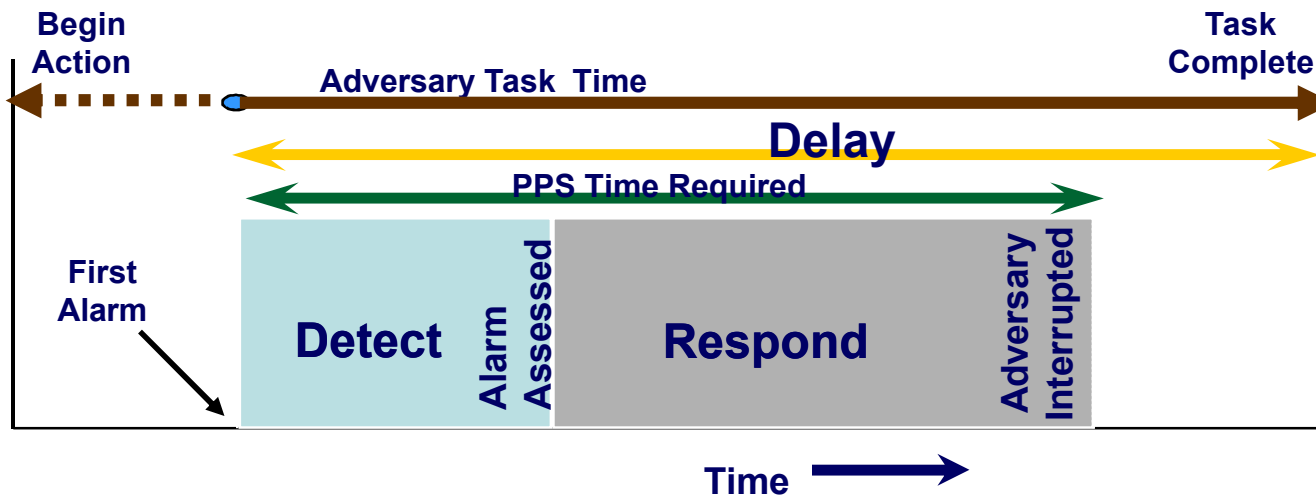 Begin
Action
Task
Complete
Adversary Task Time
Delay
PPS Time Required
First
Alarm
Detect
Alarm
Assessed
Respond
Adversary
Interrupted
Time